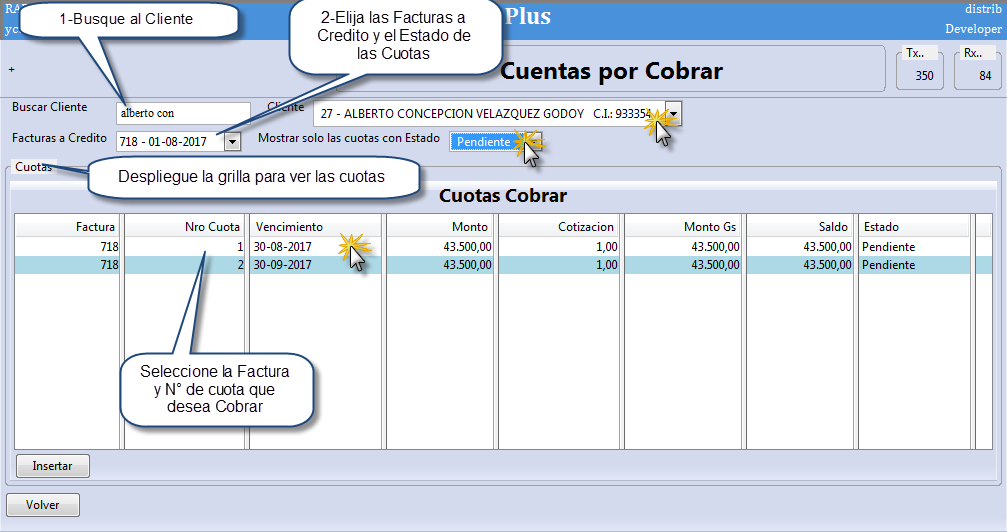 1-Busque al Cliente
2-Elija las Facturas a
Credito y el Estado de
las Cuotas
Plus
distrib
Developer
+
Cuentas por Cobrar
Tx..
350
Rx..
84
Buscar Cliente
alberto con
Cliente
27 - ALBERTO CONCEPCION VELAZQUEZ GODOY C.I.: 933354
Facturas a Credito
718 - 01-08-2017
Mostrar solo las cuotas con Estado
Pendiente
Cuotas
Despliegue la grilla para ver las cuotas
Cuotas Cobrar
Factura Nro Cuota Vencimiento Monto Cotizacion Monto Gs Saldo Estado
718 1 30-08-2017 43.500,00 1,00 43.500,00 43.500,00 Pendiente
718 2 30-09-2017 43.500,00 1,00 43.500,00 43.500,00 Pendiente
Seleccione la Factura
y N° de cuota que
desea Cobrar
Insertar
Volver